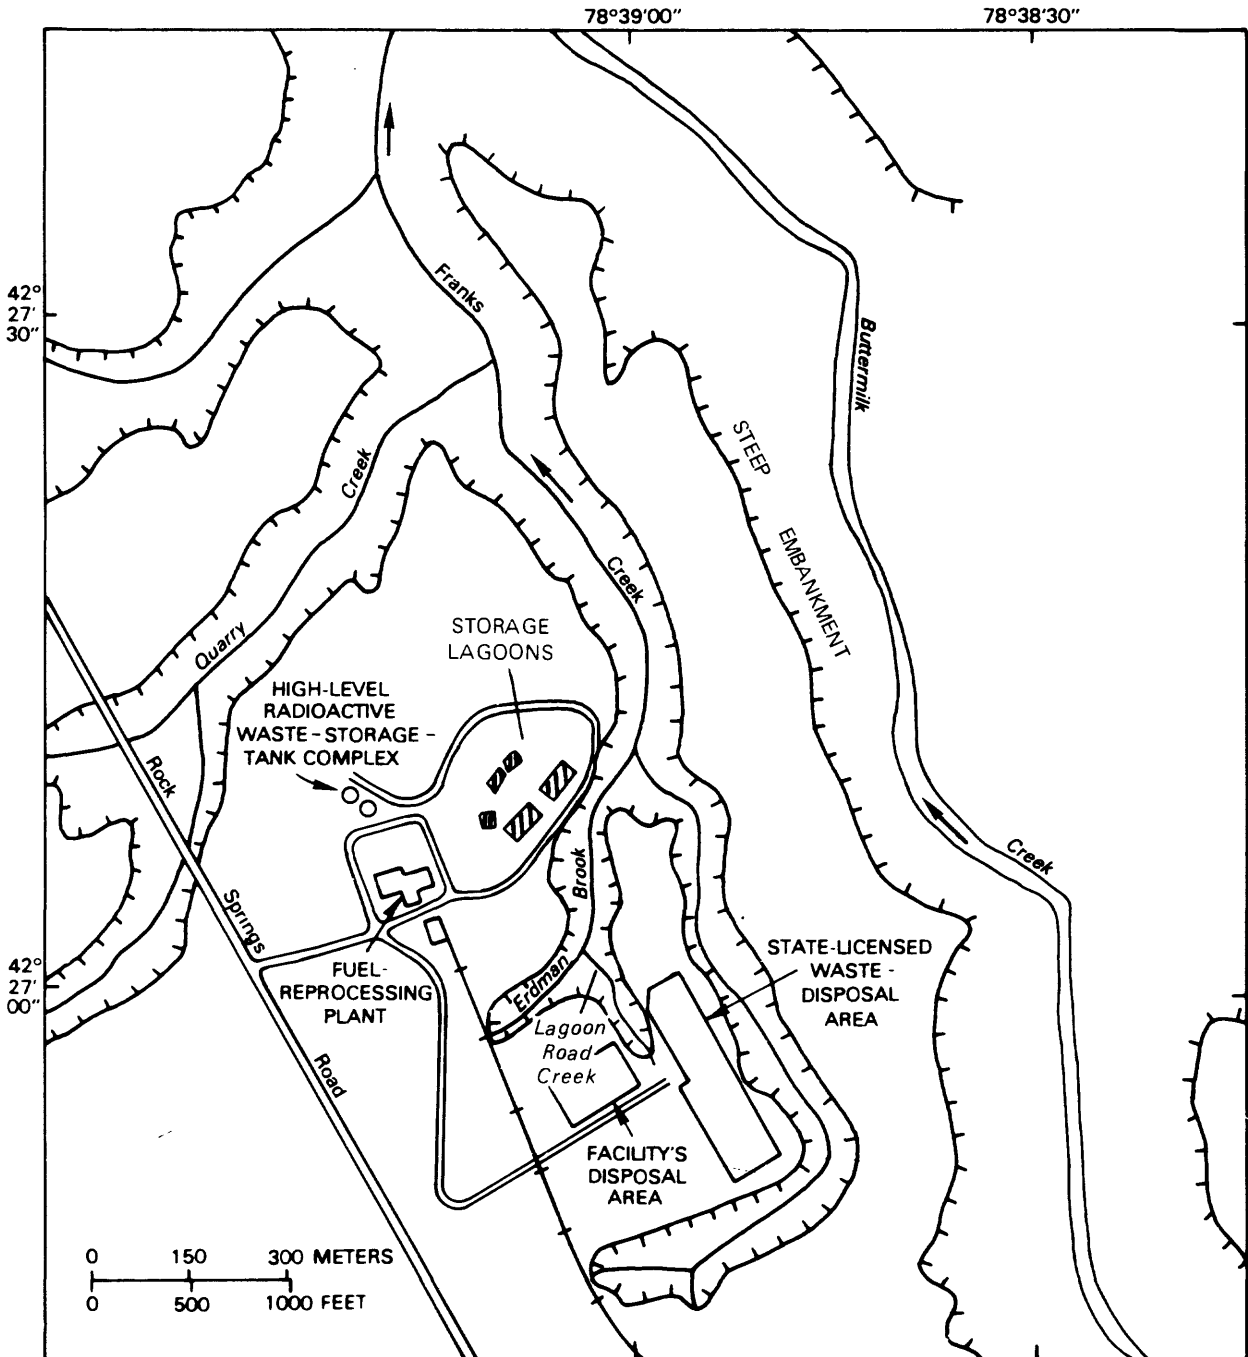 78°39'00"
78°38'30"
Franks
42°
27'
30"
Buttermilk
STEEP
Creek
EMBANKMENT
Creek
STORAGE
LAGOONS
Quarry
HIGH-LEVEL
RADIOACTIVE
WASTE-STORAGE-
TANK COMPLEX
Rock
Creek
Brook
Springs
STATE-LICENSED
WASTE-
DISPOSAL
AREA
42°
27'
00"
FUEL-
REPROCESSING
PLANT
Erdman
Lagoon
Road
Creek
Road
FACILITY'S
DISPOSAL
AREA
0 150 300 METERS
0 500 1000 FEET